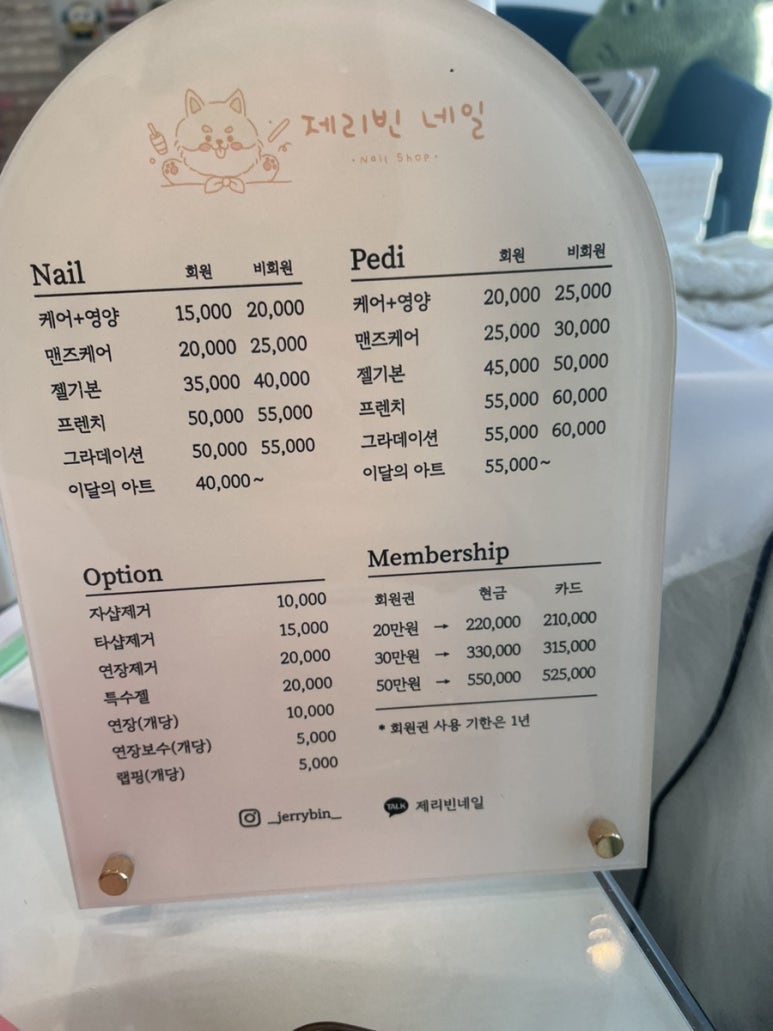 제리빈 네일
·Nail Shop·
Nail 회원 비회원
케어+영양 15,000 20,000
맨즈케어 20,000 25,000
젤기본 35,000 40,000
프렌치 50,000 55,000
그라데이션 50,000 55,000
이달의 아트 40,000~
Pedi 회원 비회원
케어+영양 20,000 25,000
맨즈케어 25,000 30,000
젤기본 45,000 50,000
프렌치 55,000 60,000
그라데이션 55,000 60,000
이달의 아트 55,000~
Option
자샵제거 10,000
타샵제거 15,000
연장제거 20,000
특수젤 20,000
연장(개당) 10,000
연장보수(개당) 5,000
랩핑(개당) 5,000
Membership
회원권 현금 카드
20만원 → 220,000 210,000
30만원 → 330,000 315,000
50만원 → 550,000 525,000
* 회원권 사용 기한은 1년
_jerrybin_
TALK 제리빈네일